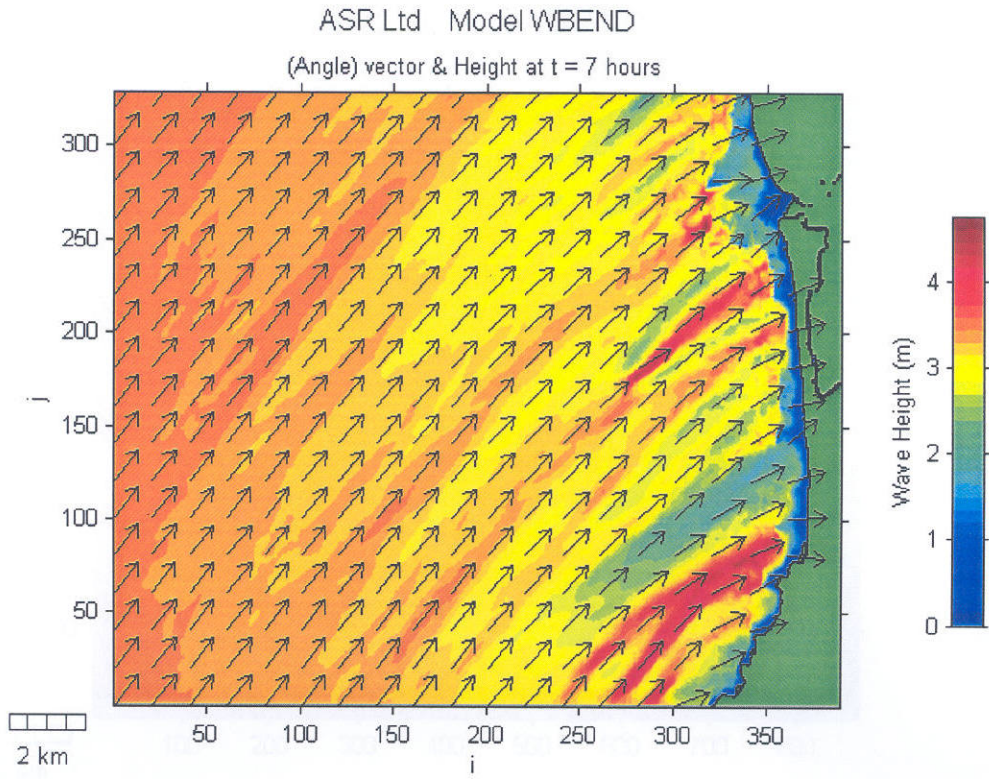 ASR Ltd Model WBEND
(Angle) vector & Height at t = 7 hours
300
250
200
150
100
50
j
50 100 150 200 250 300 350
i
2 km
4
3
2
1
0
Wave Height (m)